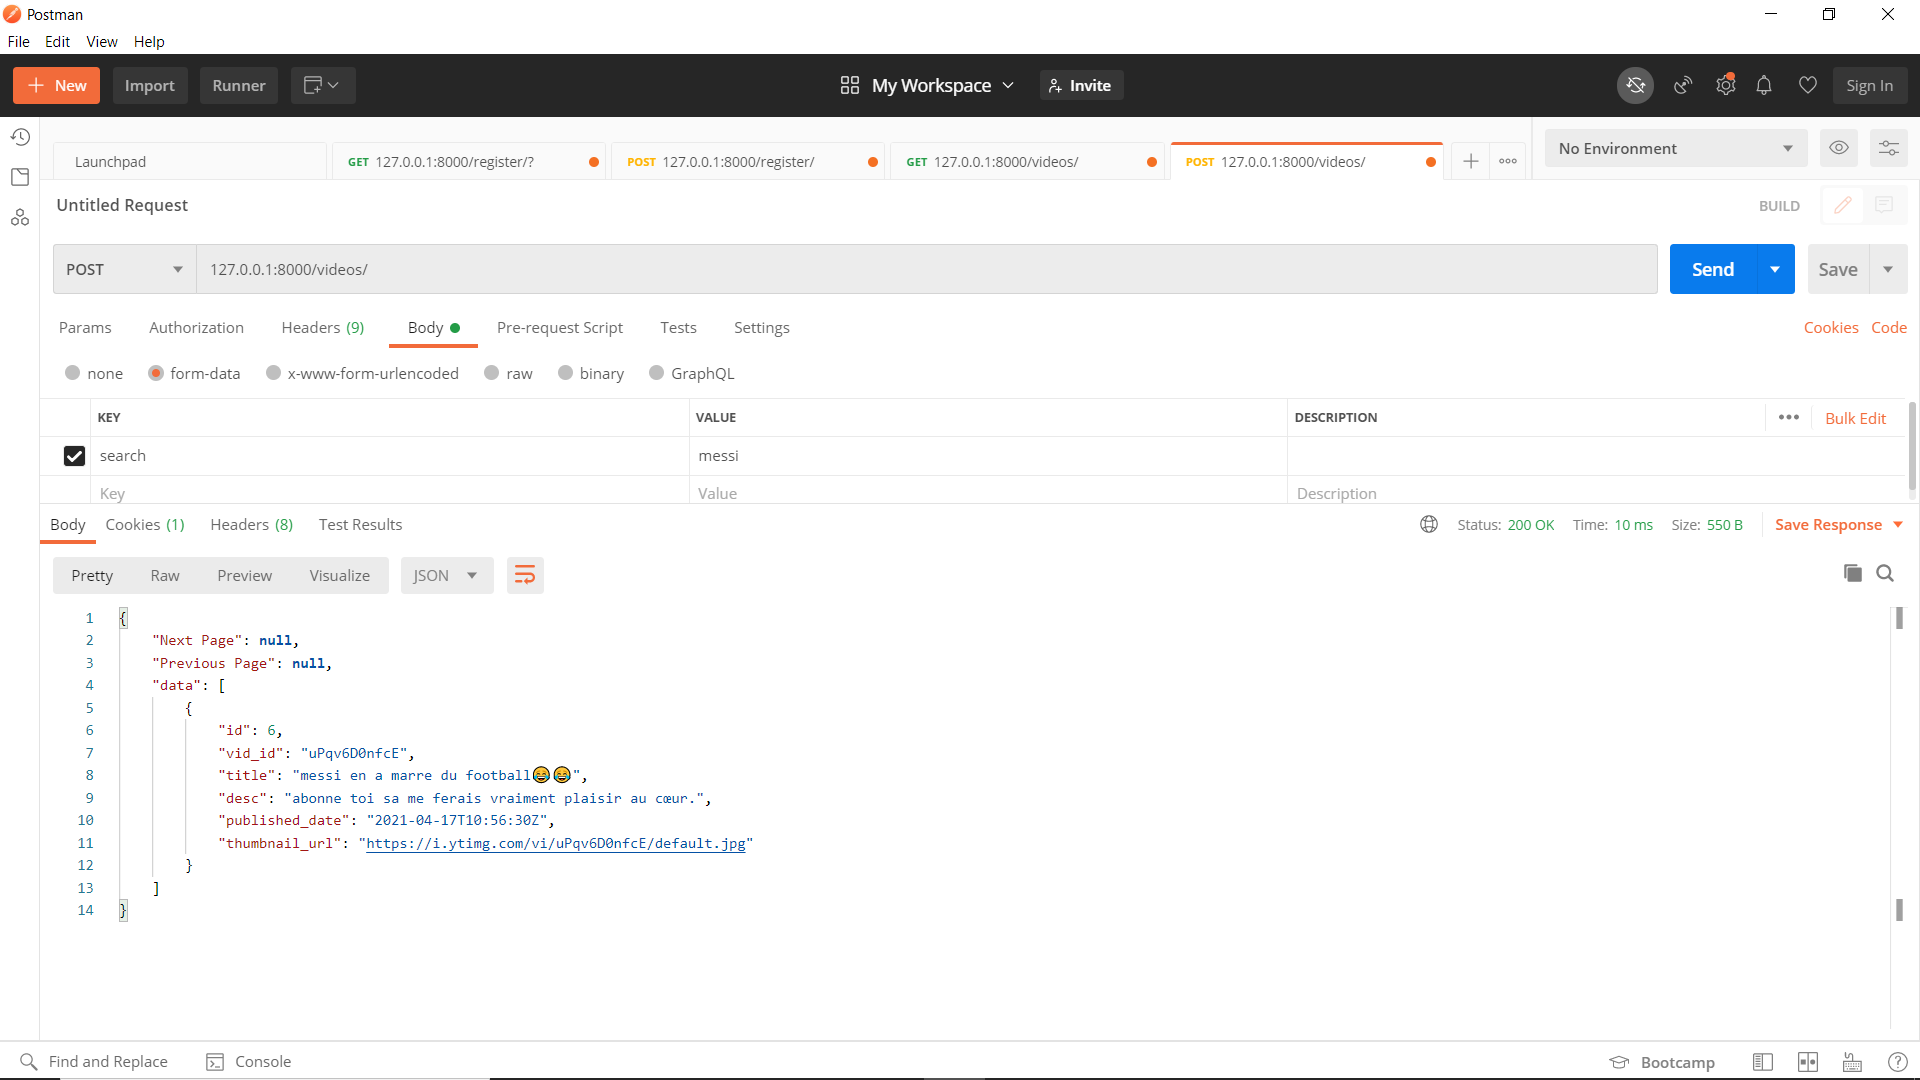 Postman
File Edit View Help
New Import Runner My Workspace Invite Sign In
Launchpad GET 127.0.0.1:8000/register/? POST 127.0.0.1:8000/register/ GET 127.0.0.1:8000/videos/ POST 127.0.0.1:8000/videos/ No Environment
Untitled Request BUILD
POST 127.0.0.1:8000/videos/ Send Save
Params Authorization Headers (9) Body Pre-request Script Tests Settings Cookies Code
none form-data x-www-form-urlencoded raw binary GraphQL
KEY VALUE DESCRIPTION Bulk Edit
search messi
Key Value Description
Body Cookies (1) Headers (8) Test Results Status: 200 OK Time: 10 ms Size: 550 B Save Response
Pretty Raw Preview Visualize JSON
1 {
2 "Next Page": null,
3 "Previous Page": null,
4 "data": [
5 {
6 "id": 6,
7 "vid_id": "uPqv6D0nfcE",
8 "title": "messi en a marre du football😂😂",
9 "desc": "abonne toi sa me ferais vraiment plaisir au cœur.",
10 "published_date": "2021-04-17T10:56:30Z",
11 "thumbnail_url": "https://i.ytimg.com/vi/uPqv6D0nfcE/default.jpg"
12 }
13 ]
14 }
Find and Replace Console Bootcamp